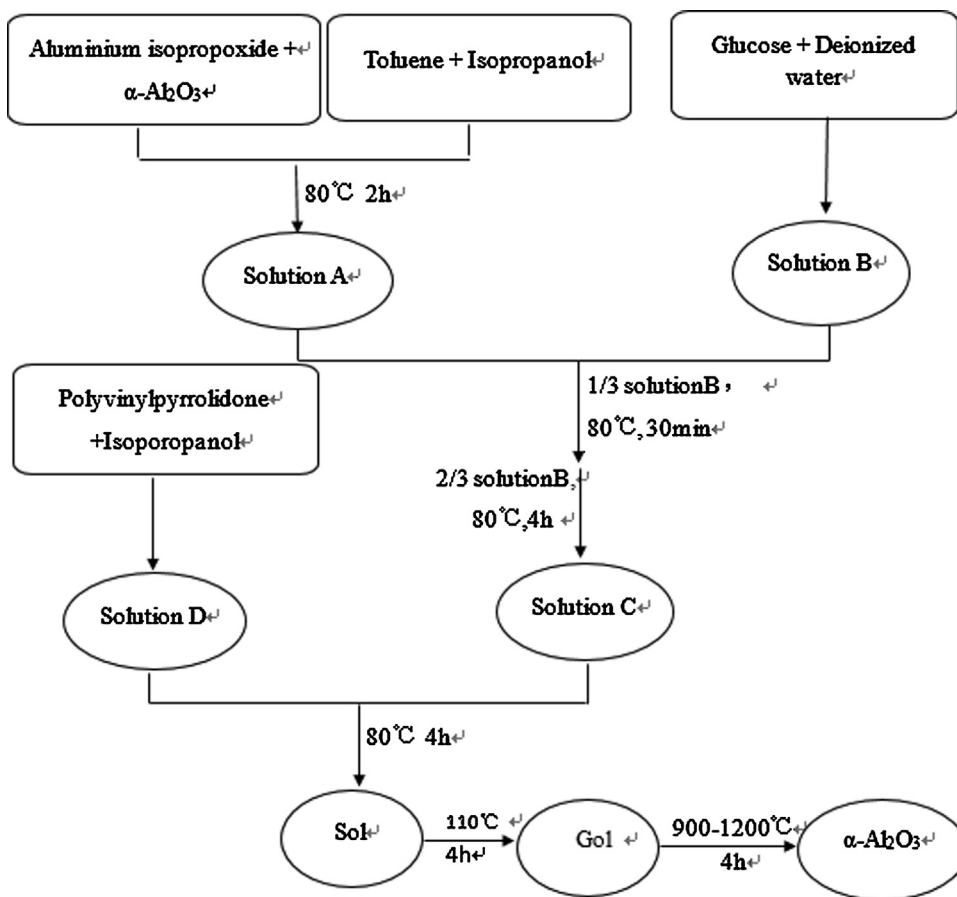 Aluminium isopropoxide +↵
α-Al₂O₃↵
Toluene + Isopropanol↵
Glucose + Deionized
water↵
80℃ 2h↵
Solution A↵
Solution B↵
1/3 solutionB， ↵
80℃,30min↵
Polyvinylpyrrolidone↵
+Isoporopanol↵
2/3 solutionB,↵
80℃,4h ↵
Solution D↵
Solution C↵
80℃ 4h↵
Sol↵
110℃ ↵
4h↵
Gol ↵
900-1200℃↵
4h↵
α-Al₂O₃↵